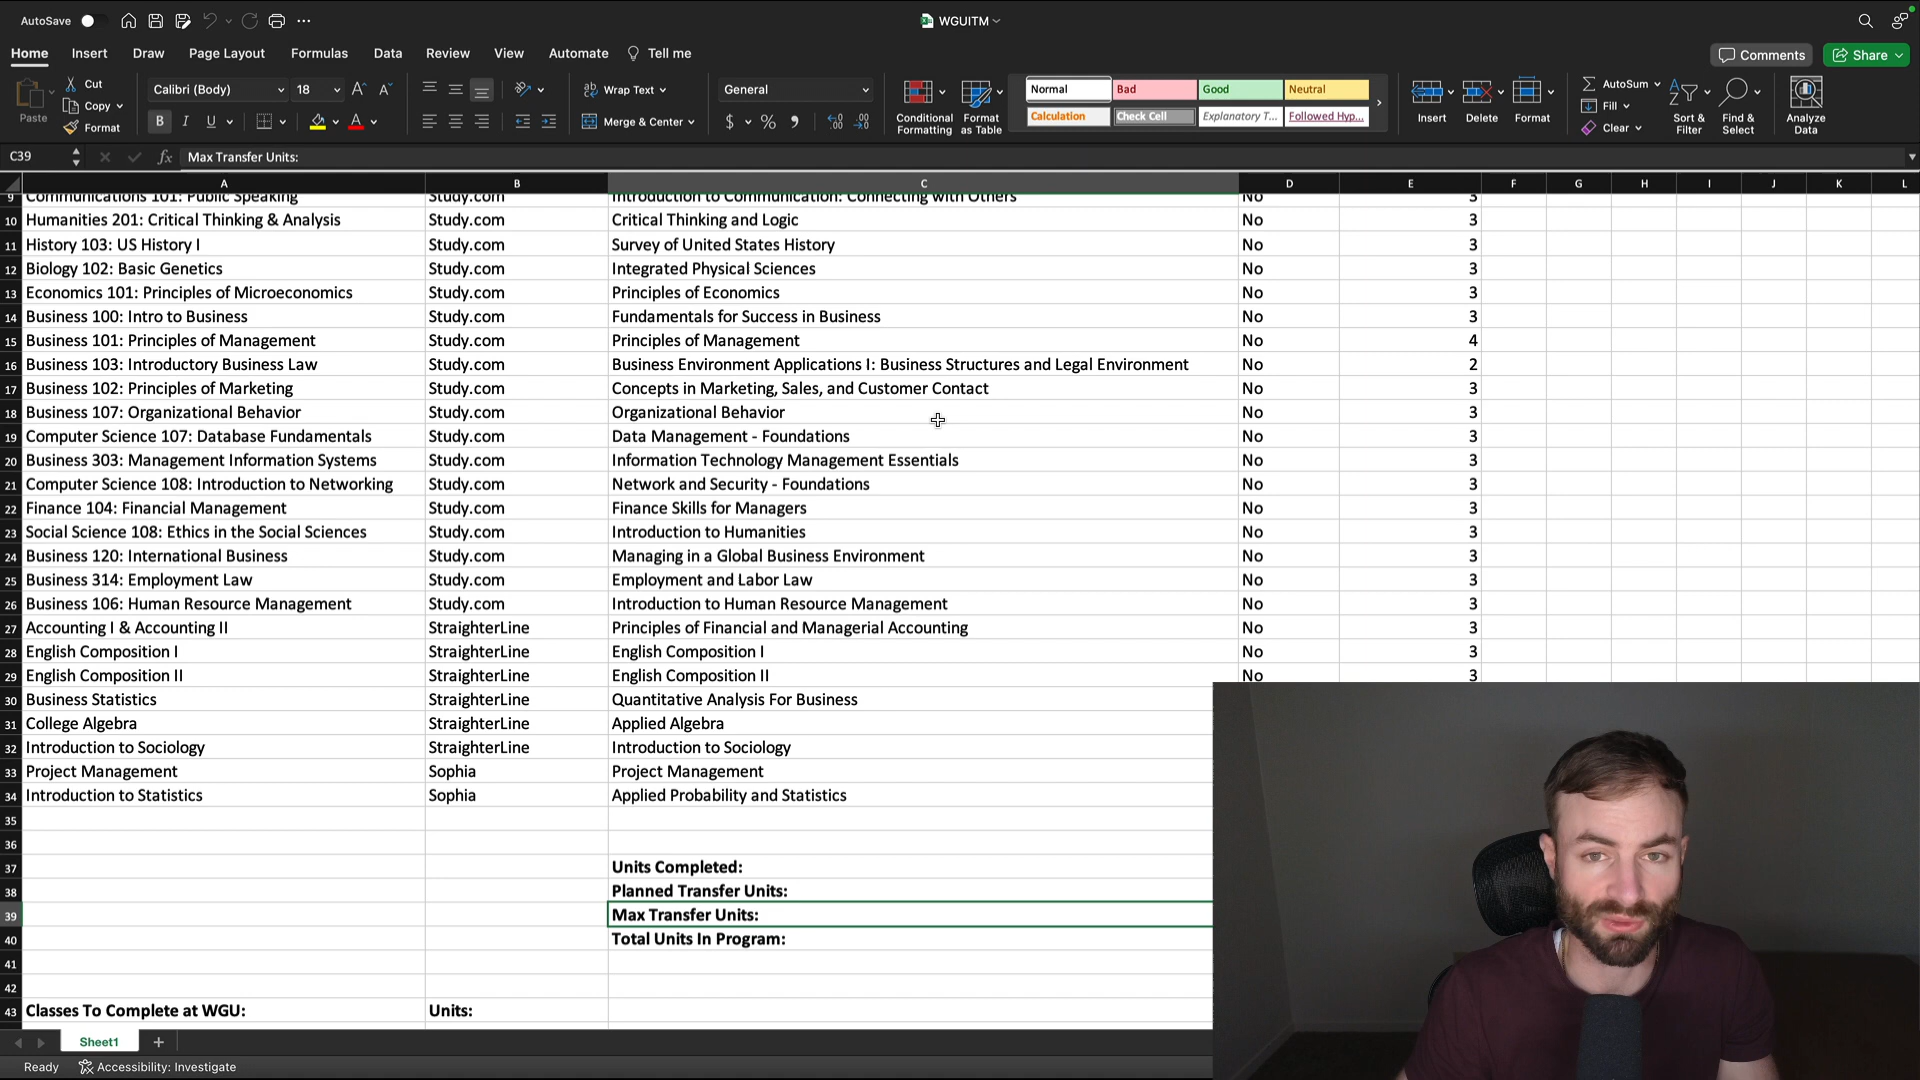 AutoSave
WGUITM
Home Insert Draw Page Layout Formulas Data Review View Automate Tell me
Comments Share
Paste
Cut
Copy
Format
Calibri (Body) 18
B I U
Wrap Text
Merge & Center
General
$ %
Conditional Formatting
Format as Table
Normal Bad Good Neutral
Calculation Check Cell Explanatory T... Followed Hyp...
Insert Delete Format
AutoSum
Fill
Clear
Sort & Filter
Find & Select
Analyze Data
C39 fx Max Transfer Units:
A B C D E F G H I J K L
9 Communications 101: Public Speaking Study.com Introduction to Communication: Connecting with Others No 3
10 Humanities 201: Critical Thinking & Analysis Study.com Critical Thinking and Logic No 3
11 History 103: US History I Study.com Survey of United States History No 3
12 Biology 102: Basic Genetics Study.com Integrated Physical Sciences No 3
13 Economics 101: Principles of Microeconomics Study.com Principles of Economics No 3
14 Business 100: Intro to Business Study.com Fundamentals for Success in Business No 3
15 Business 101: Principles of Management Study.com Principles of Management No 4
16 Business 103: Introductory Business Law Study.com Business Environment Applications I: Business Structures and Legal Environment No 2
17 Business 102: Principles of Marketing Study.com Concepts in Marketing, Sales, and Customer Contact No 3
18 Business 107: Organizational Behavior Study.com Organizational Behavior No 3
19 Computer Science 107: Database Fundamentals Study.com Data Management - Foundations No 3
20 Business 303: Management Information Systems Study.com Information Technology Management Essentials No 3
21 Computer Science 108: Introduction to Networking Study.com Network and Security - Foundations No 3
22 Finance 104: Financial Management Study.com Finance Skills for Managers No 3
23 Social Science 108: Ethics in the Social Sciences Study.com Introduction to Humanities No 3
24 Business 120: International Business Study.com Managing in a Global Business Environment No 3
25 Business 314: Employment Law Study.com Employment and Labor Law No 3
26 Business 106: Human Resource Management Study.com Introduction to Human Resource Management No 3
27 Accounting I & Accounting II StraighterLine Principles of Financial and Managerial Accounting No 3
28 English Composition I StraighterLine English Composition I No 3
29 English Composition II StraighterLine English Composition II No 3
30 Business Statistics StraighterLine Quantitative Analysis For Business
31 College Algebra StraighterLine Applied Algebra
32 Introduction to Sociology StraighterLine Introduction to Sociology
33 Project Management Sophia Project Management
34 Introduction to Statistics Sophia Applied Probability and Statistics
35
36
37 Units Completed:
38 Planned Transfer Units:
39 Max Transfer Units:
40 Total Units In Program:
41
42
43 Classes To Complete at WGU: Units:
Sheet1
Ready Accessibility: Investigate